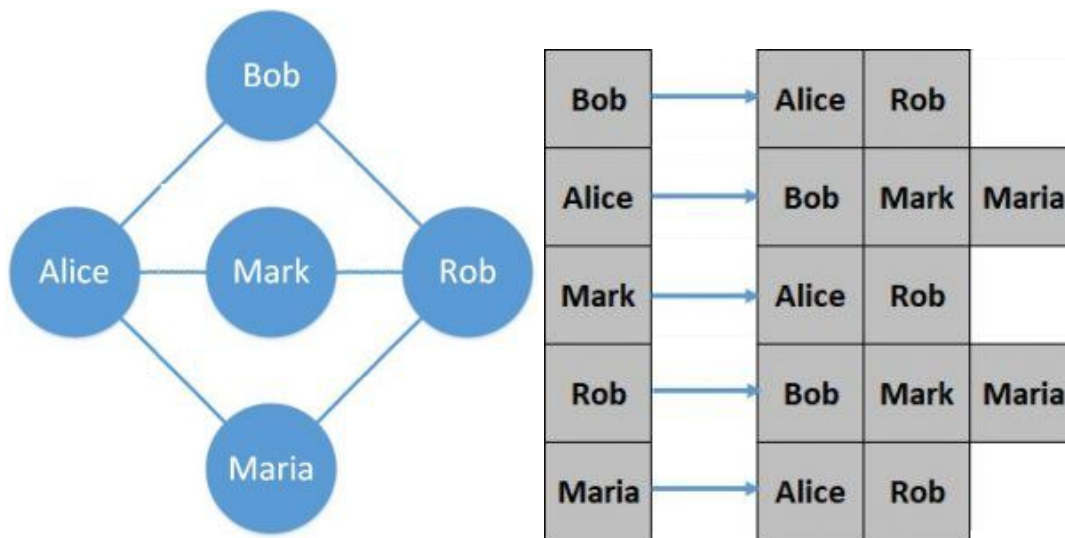 Bob
Alice Mark Rob
Maria
Bob Alice Rob
Alice Bob Mark Maria
Mark Alice Rob
Rob Bob Mark Maria
Maria Alice Rob